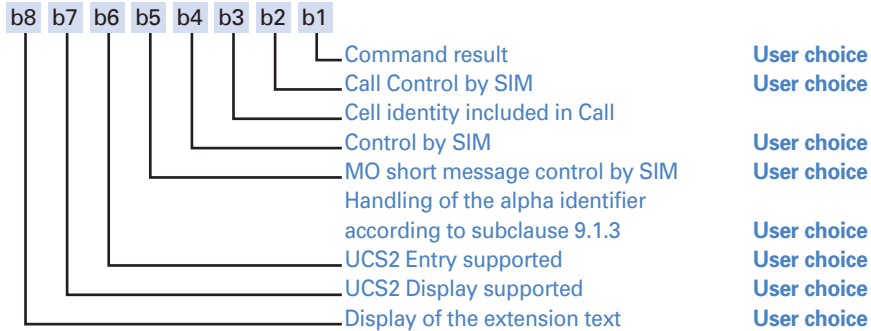 b8 b7 b6 b5 b4 b3 b2 b1
Command result User choice
Call Control by SIM User choice
Cell identity included in Call
Control by SIM User choice
MO short message control by SIM User choice
Handling of the alpha identifier
according to subclause 9.1.3 User choice
UCS2 Entry supported User choice
UCS2 Display supported User choice
Display of the extension text User choice